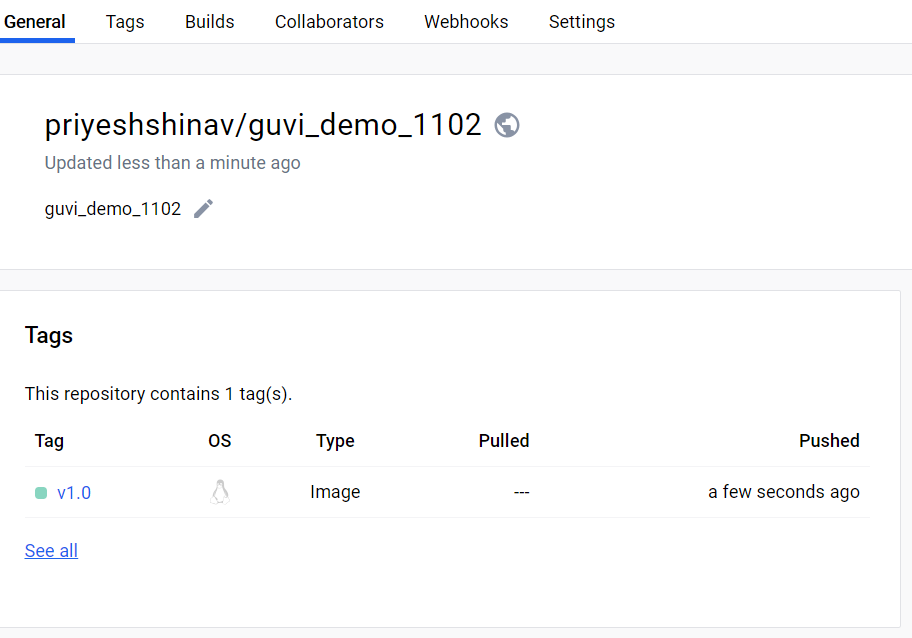 General Tags Builds Collaborators Webhooks Settings
priyeshshinav/guvi_demo_1102
Updated less than a minute ago
guvi_demo_1102
Tags
This repository contains 1 tag(s).
Tag OS Type Pulled Pushed
v1.0 Image --- a few seconds ago
See all